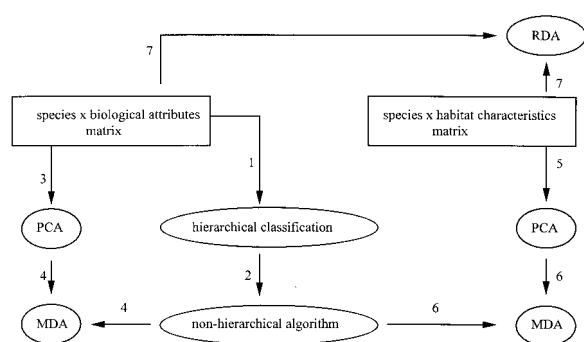 RDA
7
7
species x biological attributes
matrix
species x habitat characteristics
matrix
3
1
5
PCA
hierarchical classification
PCA
4
2
6
4
6
MDA
non-hierarchical algorithm
MDA